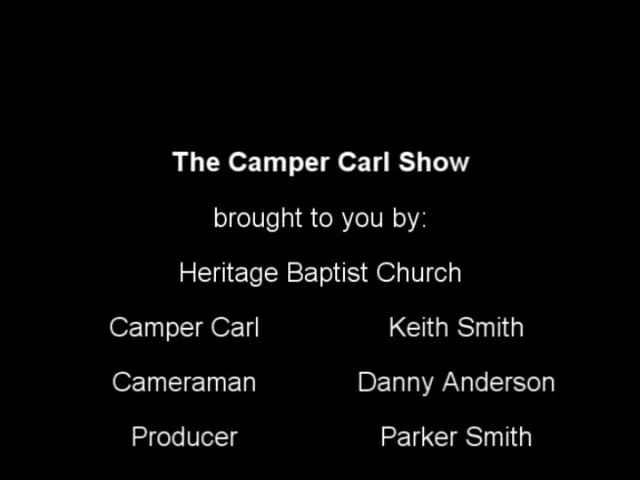 The Camper Carl Show
brought to you by:
Heritage Baptist Church
Camper Carl Keith Smith
Cameraman Danny Anderson
Producer Parker Smith